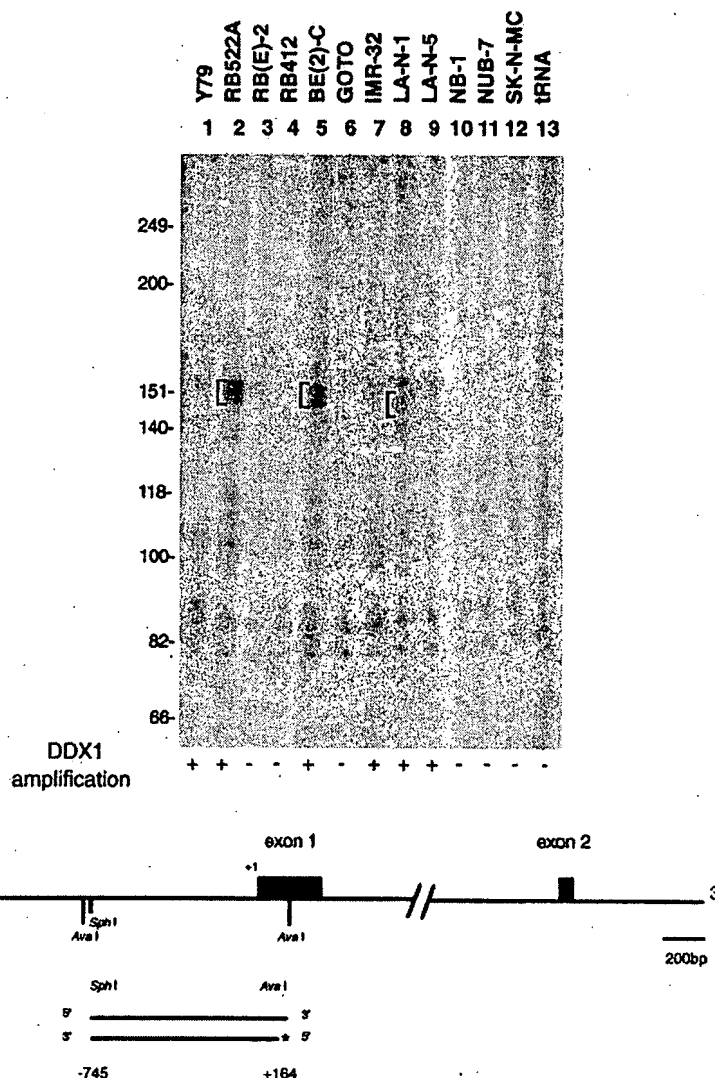 Y79 RB522A RB(E)-2 RB412 BE(2)-C GOTO IMR-32 LA-N-1 LA-N-5 NB-1 NUB-7 SK-N-MC tRNA
1 2 3 4 5 6 7 8 9 10 11 12 13
249-
200-
151-
140-
118-
100-
82-
66-
DDX1
amplification
+ + - - + - + + + - - - -
exon 1 exon 2
+1
3
Sph I
Ava I Ava I
200bp
Sph I Ava I
5' 3'
3' * 5'
-745 +164